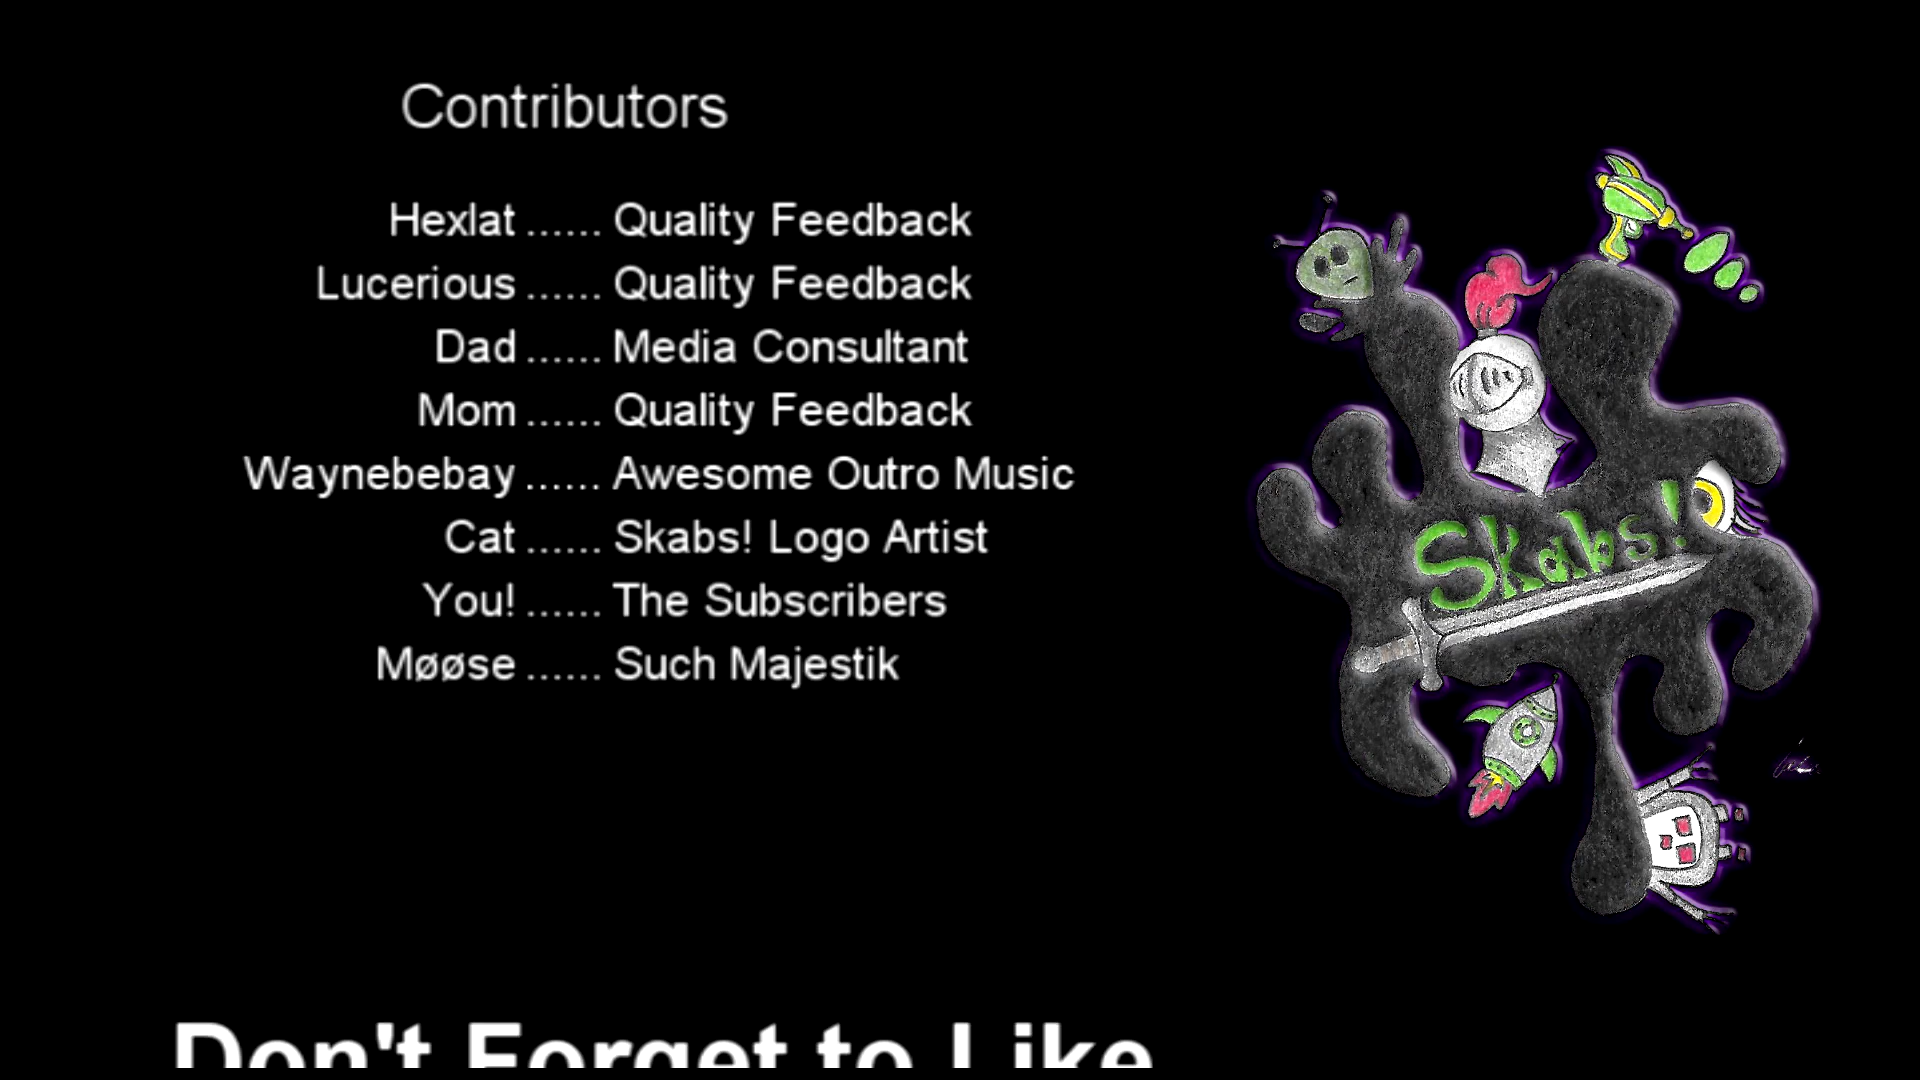 Contributors
Hexlat ...... Quality Feedback
Lucerious ...... Quality Feedback
Dad ...... Media Consultant
Mom ...... Quality Feedback
Waynebebay ...... Awesome Outro Music
Cat ...... Skabs! Logo Artist
You! ...... The Subscribers
Møøse ...... Such Majestik
Skabs!
Don't Forget to Like